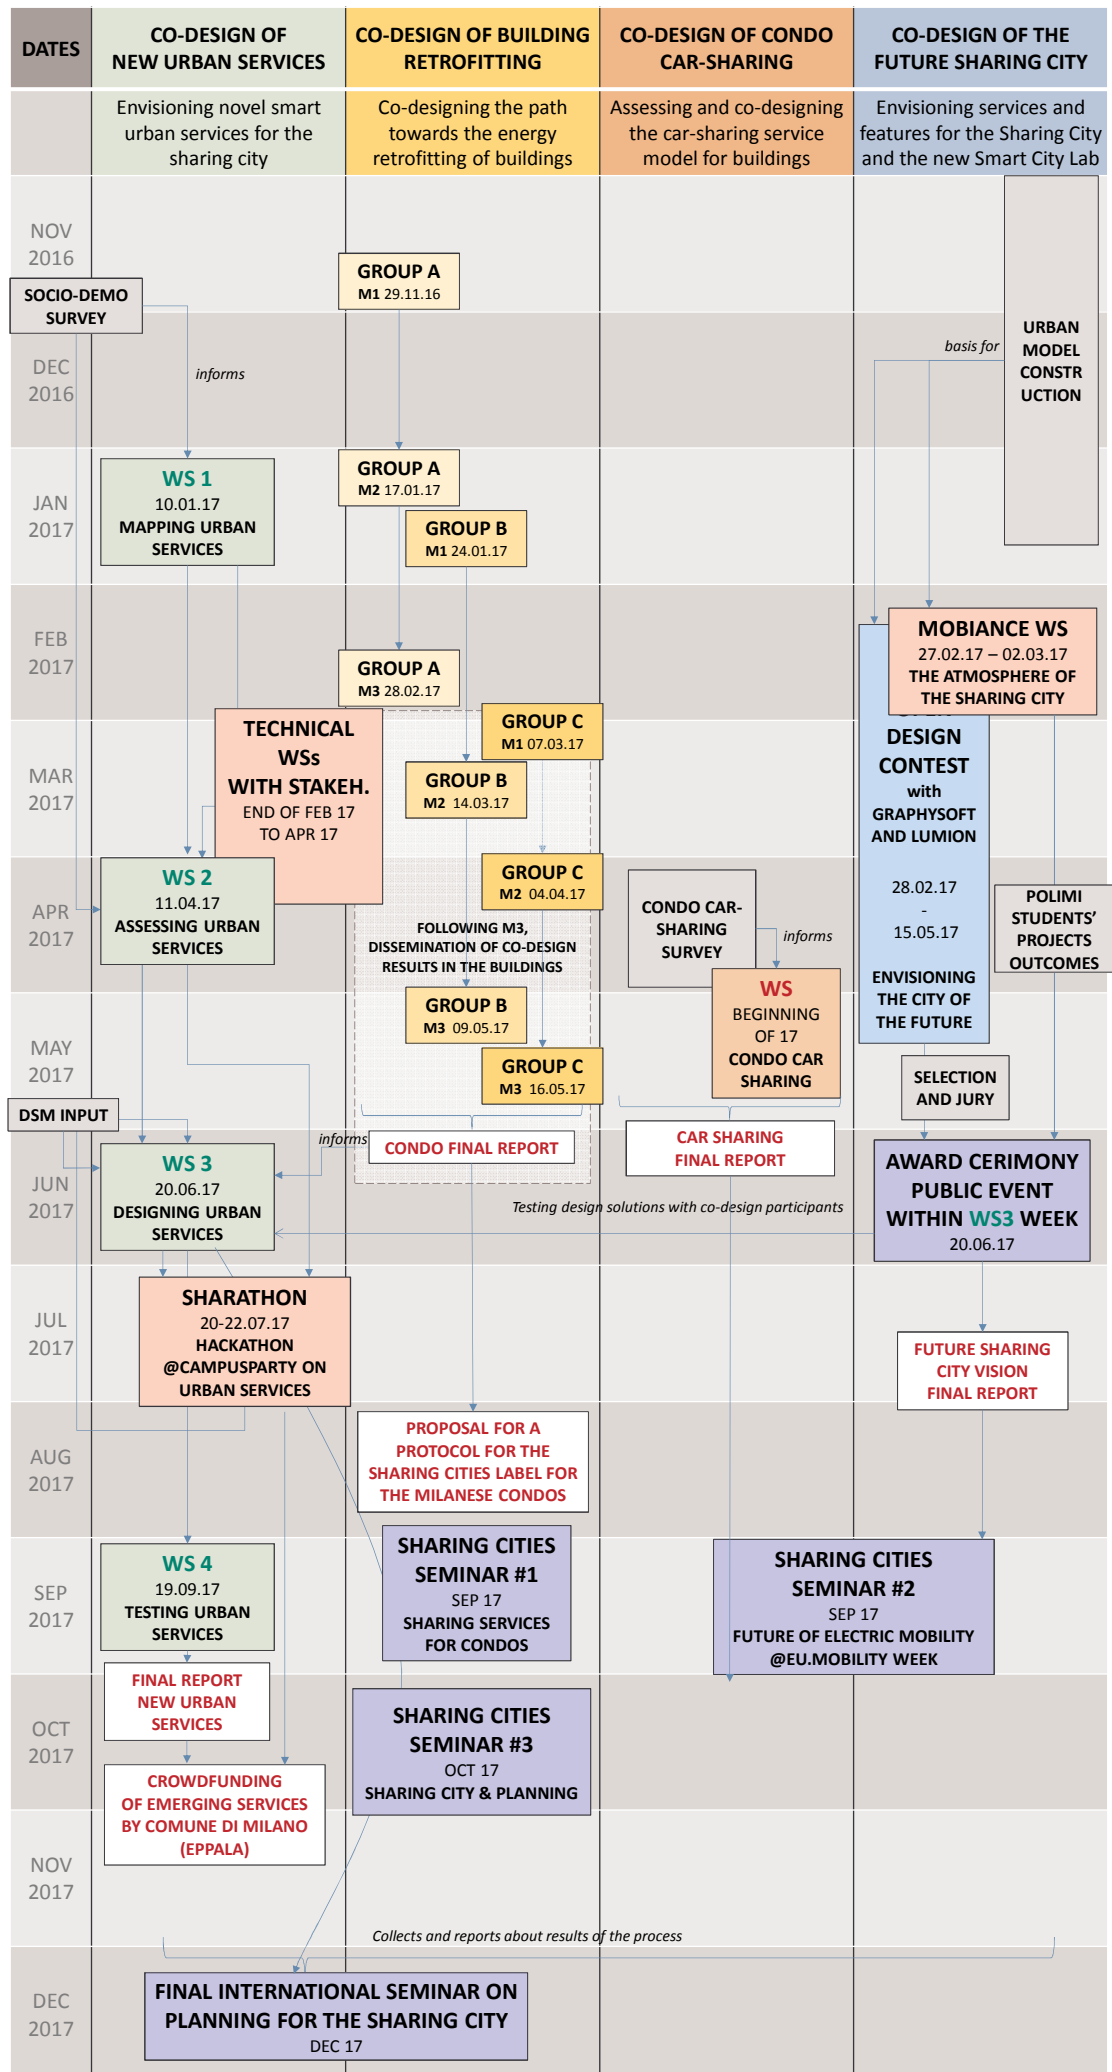 DATES
CO-DESIGN OF
NEW URBAN SERVICES
CO-DESIGN OF BUILDING
RETROFITTING
CO-DESIGN OF CONDO
CAR-SHARING
CO-DESIGN OF THE
FUTURE SHARING CITY
Envisioning novel smart
urban services for the
sharing city
Co-designing the path
towards the energy
retrofitting of buildings
Assessing and co-designing
the car-sharing service
model for buildings
Envisioning services and
features for the Sharing City
and the new Smart City Lab
NOV
2016
SOCIO-DEMO
SURVEY
GROUP A
M1 29.11.16
URBAN
MODEL
CONSTR
UCTION
basis for
DEC
2016
informs
JAN
2017
WS 1
10.01.17
MAPPING URBAN
SERVICES
GROUP A
M2 17.01.17
GROUP B
M1 24.01.17
FEB
2017
GROUP A
M3 28.02.17
MOBIANCE WS
27.02.17 – 02.03.17
THE ATMOSPHERE OF
THE SHARING CITY
MAR
2017
TECHNICAL
WSs
WITH STAKEH.
END OF FEB 17
TO APR 17
GROUP C
M1 07.03.17
GROUP B
M2 14.03.17
DESIGN
CONTEST
with
GRAPHYSOFT
AND LUMION
28.02.17
-
15.05.17
ENVISIONING
THE CITY OF
THE FUTURE
APR
2017
WS 2
11.04.17
ASSESSING URBAN
SERVICES
GROUP C
M2 04.04.17
FOLLOWING M3,
DISSEMINATION OF CO-DESIGN
RESULTS IN THE BUILDINGS
CONDO CAR-
SHARING
SURVEY
informs
POLIMI
STUDENTS’
PROJECTS
OUTCOMES
WS
BEGINNING
OF 17
CONDO CAR
SHARING
GROUP B
M3 09.05.17
MAY
2017
GROUP C
M3 16.05.17
SELECTION
AND JURY
DSM INPUT
informs
CONDO FINAL REPORT
CAR SHARING
FINAL REPORT
JUN
2017
WS 3
20.06.17
DESIGNING URBAN
SERVICES
AWARD CERIMONY
PUBLIC EVENT
WITHIN WS3 WEEK
20.06.17
Testing design solutions with co-design participants
JUL
2017
SHARATHON
20-22.07.17
HACKATHON
@CAMPUSPARTY ON
URBAN SERVICES
FUTURE SHARING
CITY VISION
FINAL REPORT
AUG
2017
PROPOSAL FOR A
PROTOCOL FOR THE
SHARING CITIES LABEL FOR
THE MILANESE CONDOS
SEP
2017
WS 4
19.09.17
TESTING URBAN
SERVICES
SHARING CITIES
SEMINAR #1
SEP 17
SHARING SERVICES
FOR CONDOS
SHARING CITIES
SEMINAR #2
SEP 17
FUTURE OF ELECTRIC MOBILITY
@EU.MOBILITY WEEK
FINAL REPORT
NEW URBAN
SERVICES
OCT
2017
SHARING CITIES
SEMINAR #3
OCT 17
SHARING CITY & PLANNING
CROWDFUNDING
OF EMERGING SERVICES
BY COMUNE DI MILANO
(EPPALA)
NOV
2017
Collects and reports about results of the process
DEC
2017
FINAL INTERNATIONAL SEMINAR ON
PLANNING FOR THE SHARING CITY
DEC 17